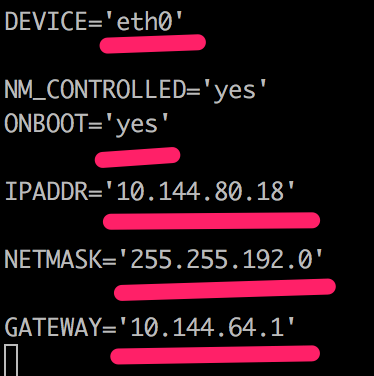 DEVICE='eth0'
NM_CONTROLLED='yes'
ONBOOT='yes'
IPADDR='10.144.80.18'
NETMASK='255.255.192.0'
GATEWAY='10.144.64.1'